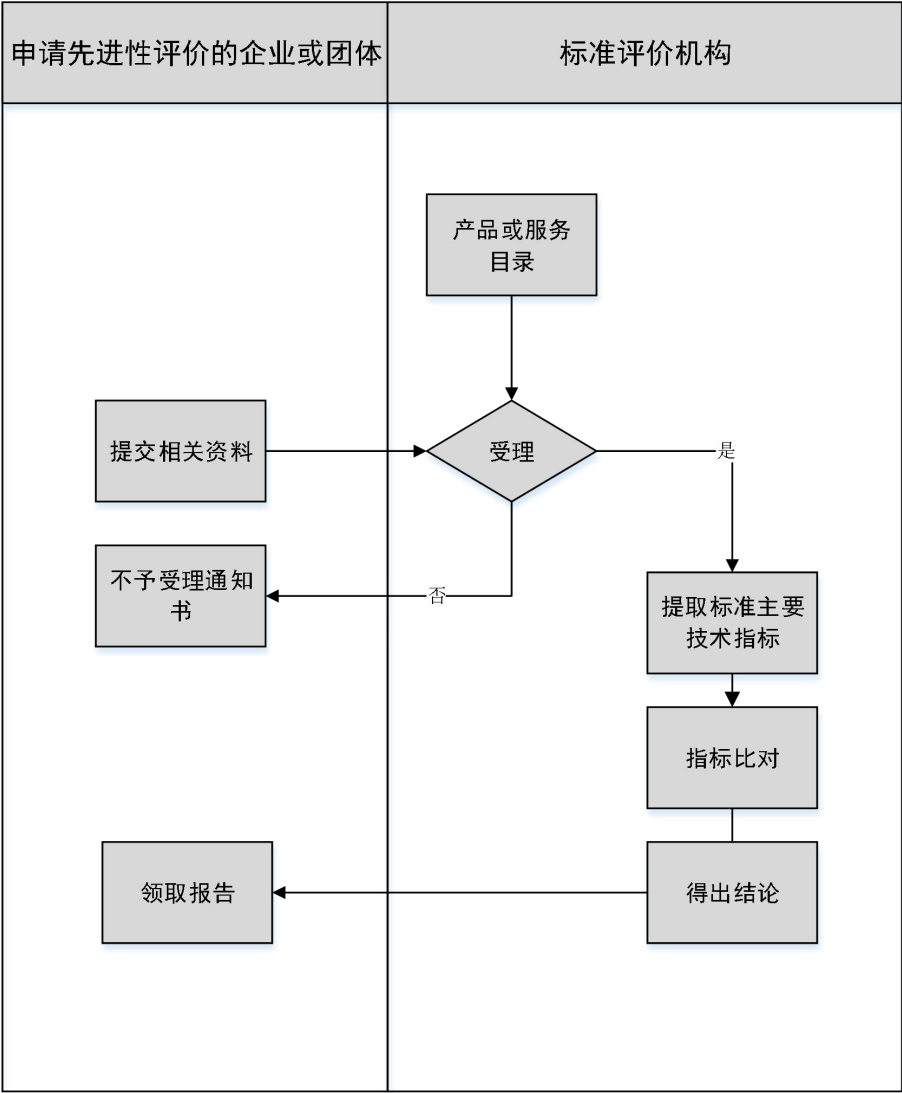 申请先进性评价的企业或团体
标准评价机构
产品或服务
目录
提交相关资料
受理
是
不予受理通知
书
否
提取标准主要
技术指标
指标比对
领取报告
得出结论